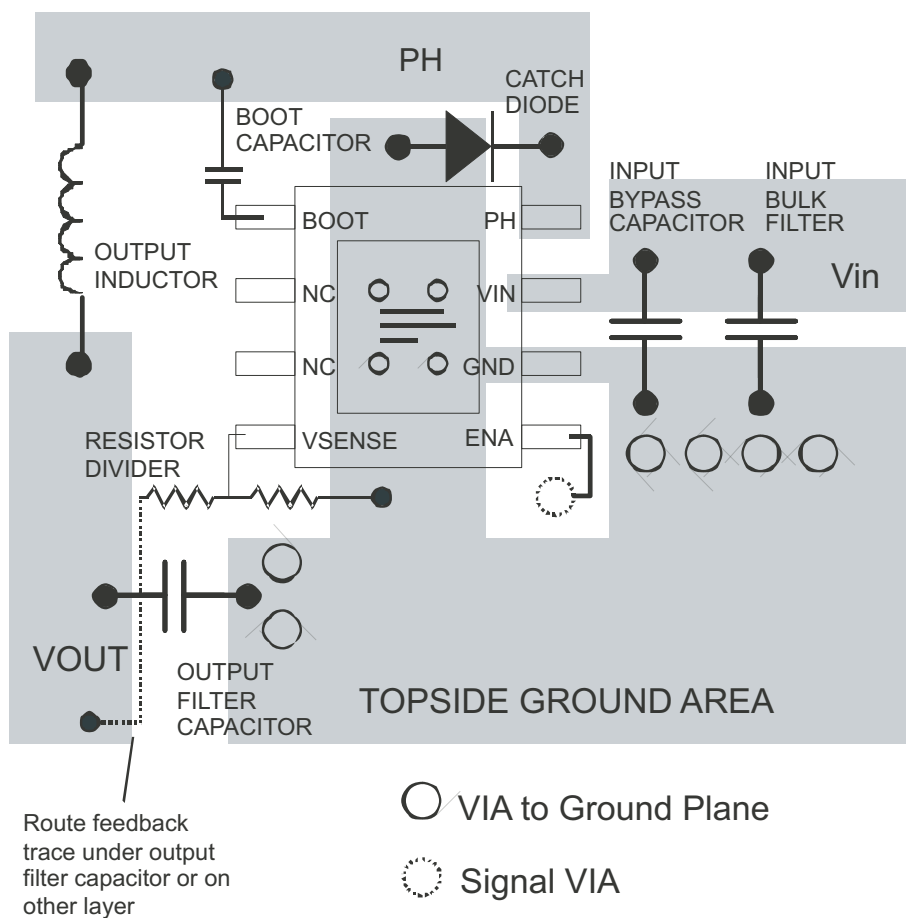 PH
CATCH
DIODE
BOOT
CAPACITOR
INPUT
BYPASS
CAPACITOR
INPUT
BULK
FILTER
BOOT
PH
OUTPUT
INDUCTOR
NC
VIN
Vin
NC
GND
RESISTOR
DIVIDER
VSENSE
ENA
VOUT
OUTPUT
FILTER
CAPACITOR
TOPSIDE GROUND AREA
Route feedback
trace under output
filter capacitor or on
other layer
VIA to Ground Plane
Signal VIA